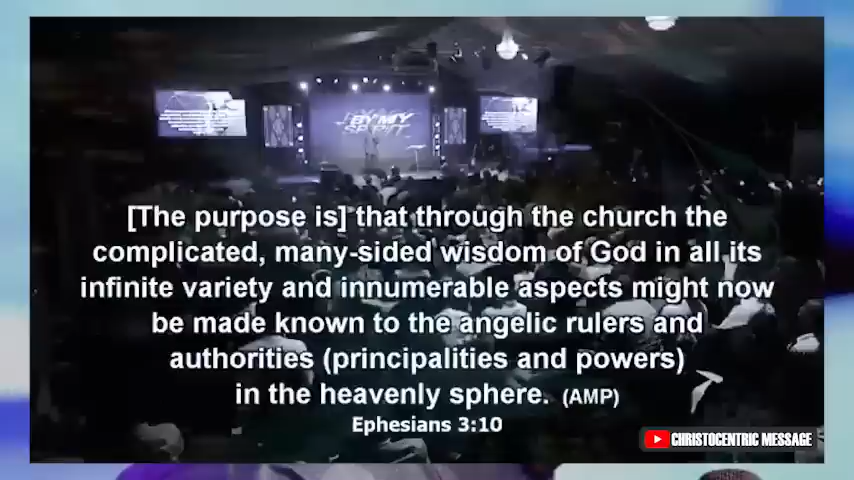 BY MY
SPIRIT
[The purpose is] that through the church the
complicated, many-sided wisdom of God in all its
infinite variety and innumerable aspects might now
be made known to the angelic rulers and
authorities (principalities and powers)
in the heavenly sphere. (AMP)
Ephesians 3:10
CHRISTOCENTRIC MESSAGE